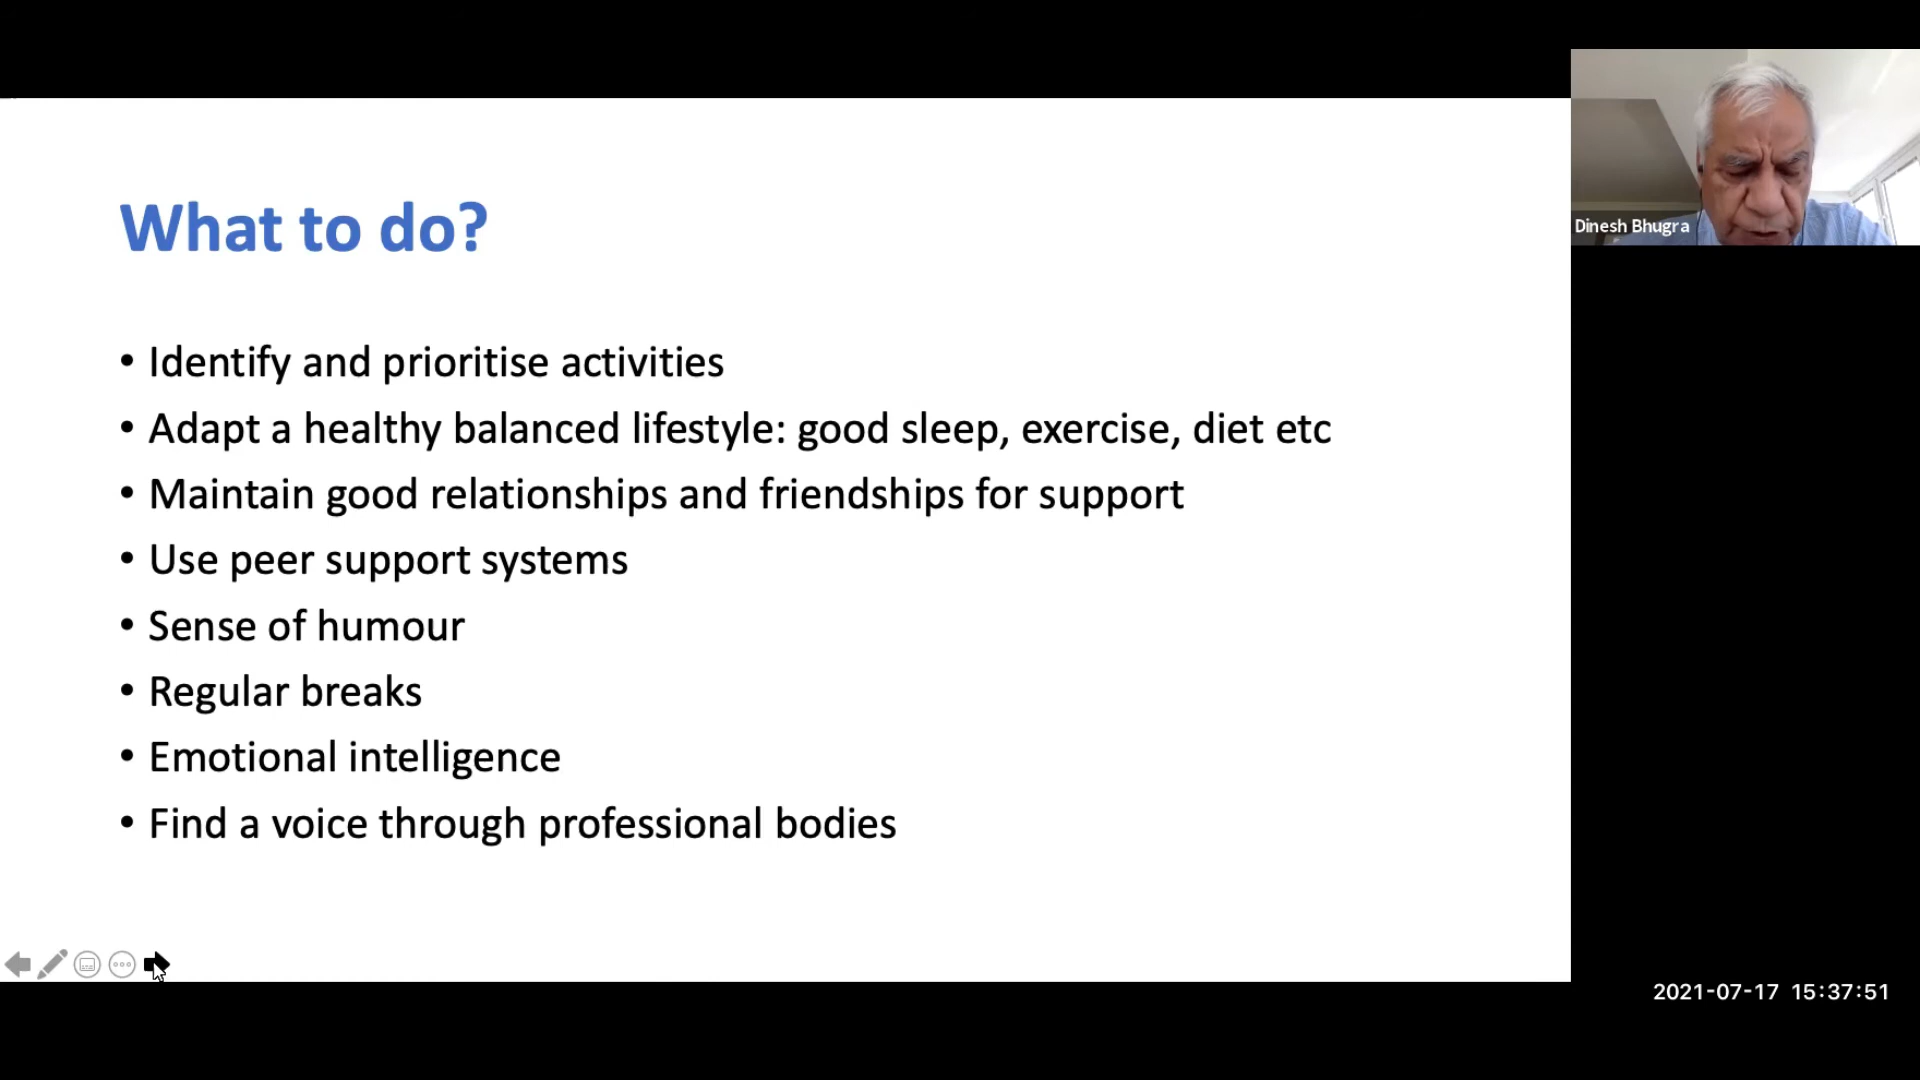 What to do?
• Identify and prioritise activities
• Adapt a healthy balanced lifestyle: good sleep, exercise, diet etc
• Maintain good relationships and friendships for support
• Use peer support systems
• Sense of humour
• Regular breaks
• Emotional intelligence
• Find a voice through professional bodies
Dinesh Bhugra
2021-07-17 15:37:51